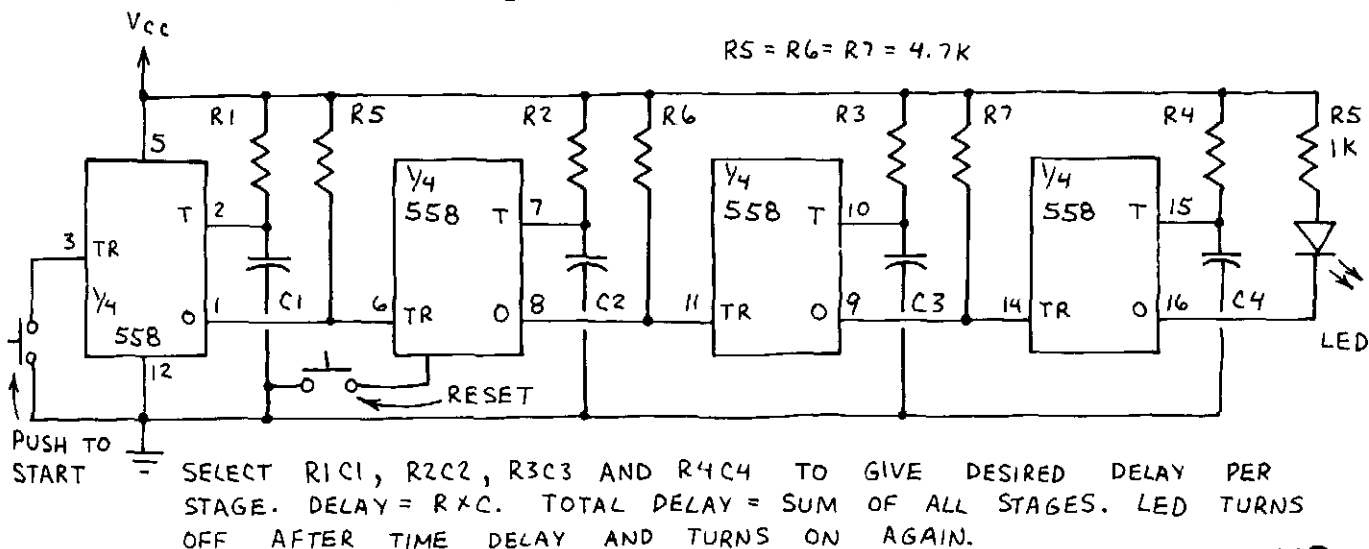 Vcc
R5 = R6 = R7 = 4.7K
R1
R5
R2
R6
R3
R7
R4
R5
1K
5
T
2
3
TR
1/4
558
O
1
12
C1
1/4
558
T
7
6
TR
O
8
C2
1/4
558
T
10
11
TR
O
9
C3
1/4
558
T
15
14
TR
O
16
C4
LED
RESET
PUSH TO
START
SELECT R1C1, R2C2, R3C3 AND R4C4 TO GIVE DESIRED DELAY PER
STAGE. DELAY = R X C. TOTAL DELAY = SUM OF ALL STAGES. LED TURNS
OFF AFTER TIME DELAY AND TURNS ON AGAIN.